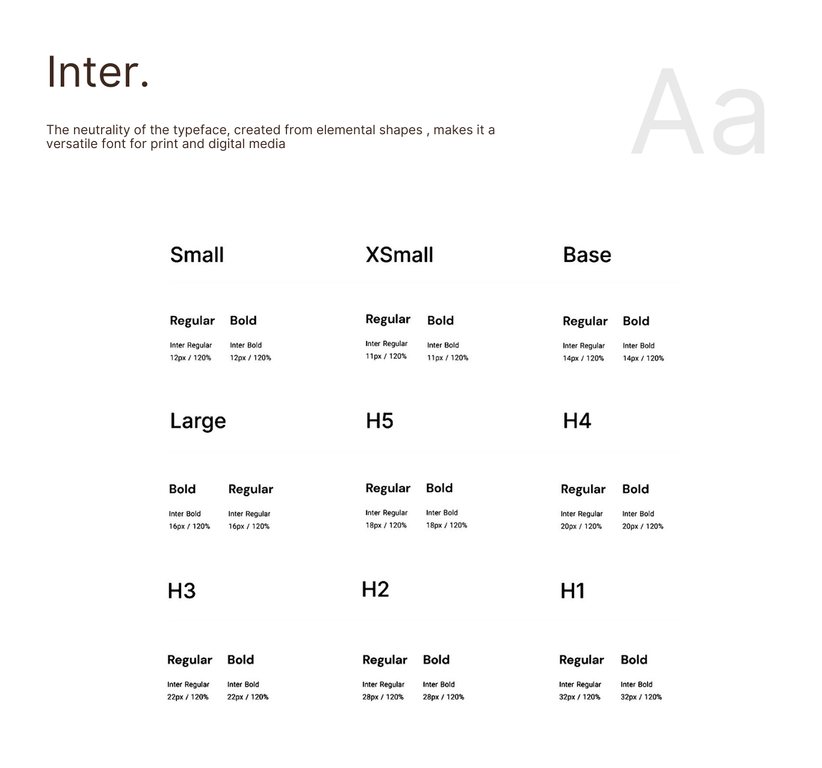 Inter.
Aa
The neutrality of the typeface, created from elemental shapes , makes it a
versatile font for print and digital media
Small
XSmall
Base
Regular Bold
Inter Regular Inter Bold
12px / 120% 12px / 120%
Regular Bold
Inter Regular Inter Bold
11px / 120% 11px / 120%
Regular Bold
Inter Regular Inter Bold
14px / 120% 14px / 120%
Large
H5
H4
Bold Regular
Inter Bold Inter Regular
16px / 120% 16px / 120%
Regular Bold
Inter Regular Inter Bold
18px / 120% 18px / 120%
Regular Bold
Inter Regular Inter Bold
20px / 120% 20px / 120%
H3
H2
H1
Regular Bold
Inter Regular Inter Bold
22px / 120% 22px / 120%
Regular Bold
Inter Regular Inter Bold
28px / 120% 28px / 120%
Regular Bold
Inter Regular Inter Bold
32px / 120% 32px / 120%